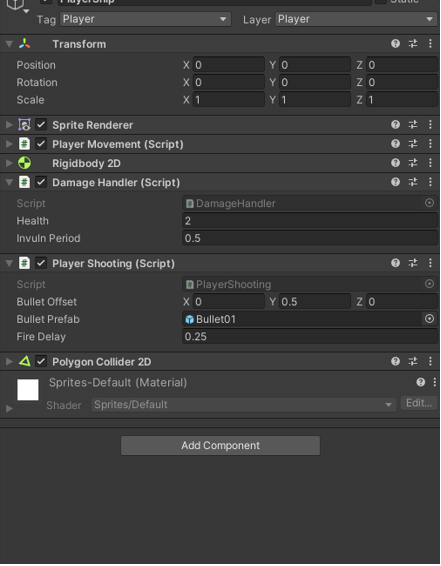 PlayerShip
Static
Tag Player Layer Player
Transform
Position X 0 Y 0 Z 0
Rotation X 0 Y 0 Z 0
Scale X 1 Y 1 Z 1
Sprite Renderer
Player Movement (Script)
Rigidbody 2D
Damage Handler (Script)
Script # DamageHandler
Health 2
Invuln Period 0.5
Player Shooting (Script)
Script # PlayerShooting
Bullet Offset X 0 Y 0.5 Z 0
Bullet Prefab Bullet01
Fire Delay 0.25
Polygon Collider 2D
Sprites-Default (Material)
Shader Sprites/Default Edit...
Add Component